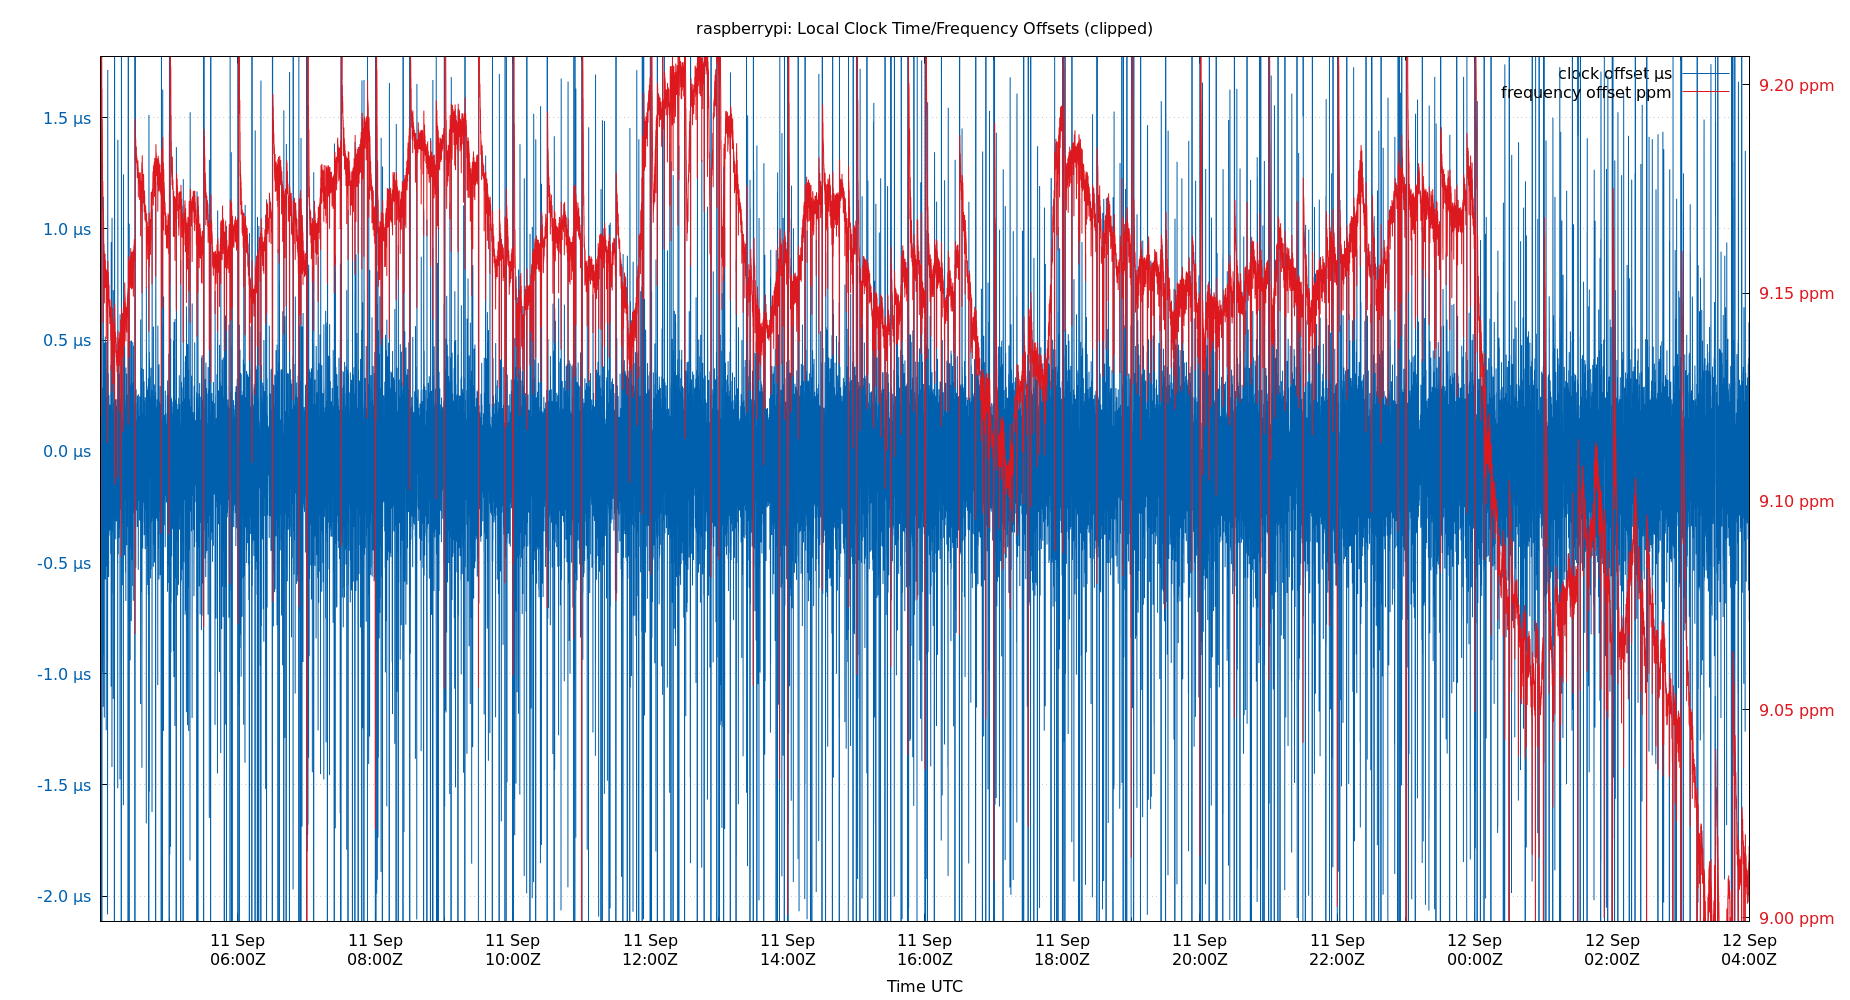 raspberrypi: Local Clock Time/Frequency Offsets (clipped)
clock offset µs
frequency offset ppm
1.5 µs
1.0 µs
0.5 µs
0.0 µs
-0.5 µs
-1.0 µs
-1.5 µs
-2.0 µs
9.20 ppm
9.15 ppm
9.10 ppm
9.05 ppm
9.00 ppm
11 Sep
06:00Z
11 Sep
08:00Z
11 Sep
10:00Z
11 Sep
12:00Z
11 Sep
14:00Z
11 Sep
16:00Z
11 Sep
18:00Z
11 Sep
20:00Z
11 Sep
22:00Z
12 Sep
00:00Z
12 Sep
02:00Z
12 Sep
04:00Z
Time UTC